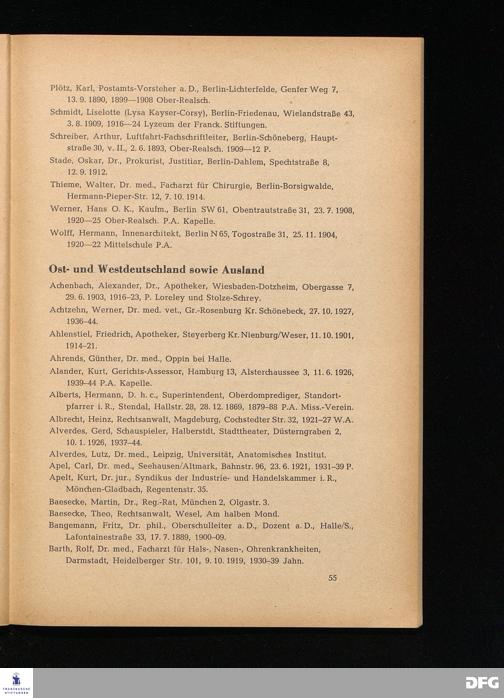 Plötz, Karl, Postamts-Vorsteher a. D., Berlin-Lichterfelde, Genfer Weg 7,
13. 9. 1890, 1899—1908 Ober-Realsch.
Schmidt, Liselotte (Lysa Kayser-Corsy), Berlin-Friedenau, Wielandstraße 43,
3. 8. 1909, 1916—24 Lyzeum der Franck. Stiftungen.
Schreiber, Arthur, Luftfahrt-Fachschriftleiter, Berlin-Schöneberg, Haupt-
straße 30, v. II., 2. 6. 1893, Ober-Realsch. 1909—12 P.
Stade, Oskar, Dr., Prokurist, Justitiar, Berlin-Dahlem, Spechtstraße 8,
12. 9. 1912.
Thieme, Walter, Dr. med., Facharzt für Chirurgie, Berlin-Borsigwalde,
Hermann-Pieper-Str. 12, 7. 10. 1914.
Werner, Hans O. K., Kaufm., Berlin SW 61, Obentrautstraße 31, 23. 7. 1908,
1920—25 Ober-Realsch. P.A. Kapelle.
Wolff, Hermann, Innenarchitekt, Berlin N 65, Togostraße 31, 25. 11. 1904,
1920—22 Mittelschule P.A.
Ost- und Westdeutschland sowie Ausland
Achenbach, Alexander, Dr., Apotheker, Wiesbaden-Dotzheim, Obergasse 7,
29. 6. 1903, 1916–23, P. Loreley und Stolze-Schrey.
Achtzehn, Werner, Dr. med. vet., Gr.-Rosenburg Kr. Schönebeck, 27. 10. 1927,
1936–44.
Ahlenstiel, Friedrich, Apotheker, Steyerberg Kr. Nienburg/Weser, 11. 10. 1901,
1914–21.
Ahrends, Günther, Dr. med., Oppin bei Halle.
Alander, Kurt, Gerichts-Assessor, Hamburg 13, Alsterchaussee 3, 11. 6. 1926,
1939–44 P.A. Kapelle.
Alberts, Hermann, D. h. c., Superintendent, Oberdomprediger, Standort-
pfarrer i. R., Stendal, Hallstr. 28, 28. 12. 1869, 1879–88 P.A. Miss.-Verein.
Albrecht, Heinz, Rechtsanwalt, Magdeburg, Cochstedter Str. 32, 1921–27 W.A.
Alverdes, Gerd, Schauspieler, Halberstdt. Stadttheater, Düsterngraben 2,
10. 1. 1926, 1937–44.
Alverdes, Lutz, Dr. med., Leipzig, Universität, Anatomisches Institut.
Apel, Carl, Dr. med., Seehausen/Altmark, Bahnstr. 96, 23. 6. 1921, 1931–39 P.
Apelt, Kurt, Dr. jur., Syndikus der Industrie- und Handelskammer i. R.,
Mönchen-Gladbach, Regentenstr. 35.
Baesecke, Martin, Dr., Reg.-Rat, München 2, Olgastr. 3.
Baesecke, Theo, Rechtsanwalt, Wesel, Am halben Mond.
Bangemann, Fritz, Dr. phil., Oberschulleiter a. D., Dozent a. D., Halle/S.,
Lafontainestraße 33, 17. 7. 1889, 1900–09.
Barth, Rolf, Dr. med., Facharzt für Hals-, Nasen-, Ohrenkrankheiten,
Darmstadt, Heidelberger Str. 101, 9. 10. 1919, 1930–39 Jahn.
55
FRANCKESCHE
STIFTUNGEN
DFG